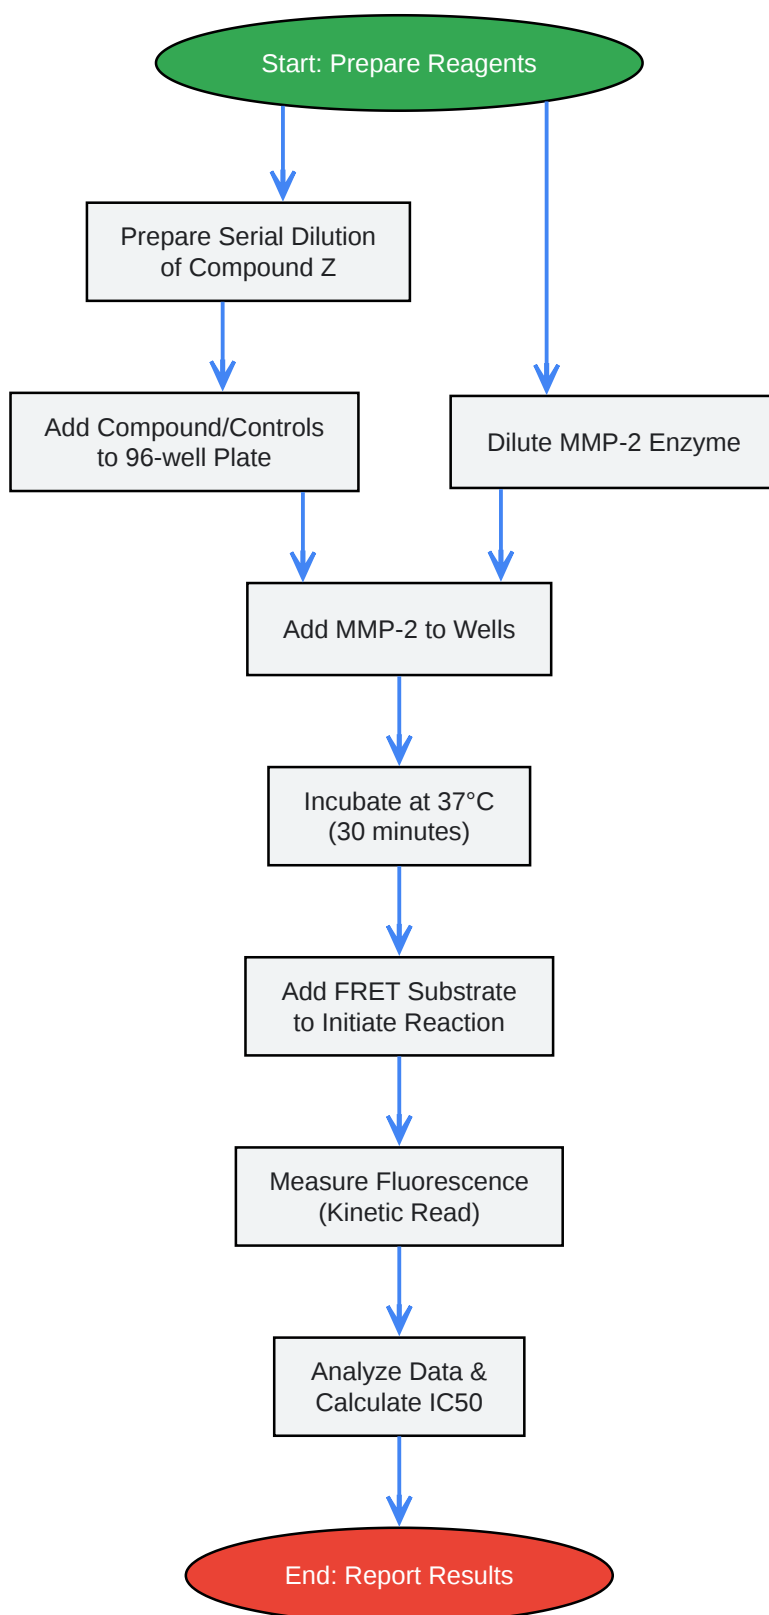 Start: Prepare Reagents
Prepare Serial Dilution
of Compound Z
Add Compound/Controls
to 96-well Plate
Dilute MMP-2 Enzyme
Add MMP-2 to Wells
Incubate at 37°C
(30 minutes)
Add FRET Substrate
to Initiate Reaction
Measure Fluorescence
(Kinetic Read)
Analyze Data &
Calculate IC50
End: Report Results